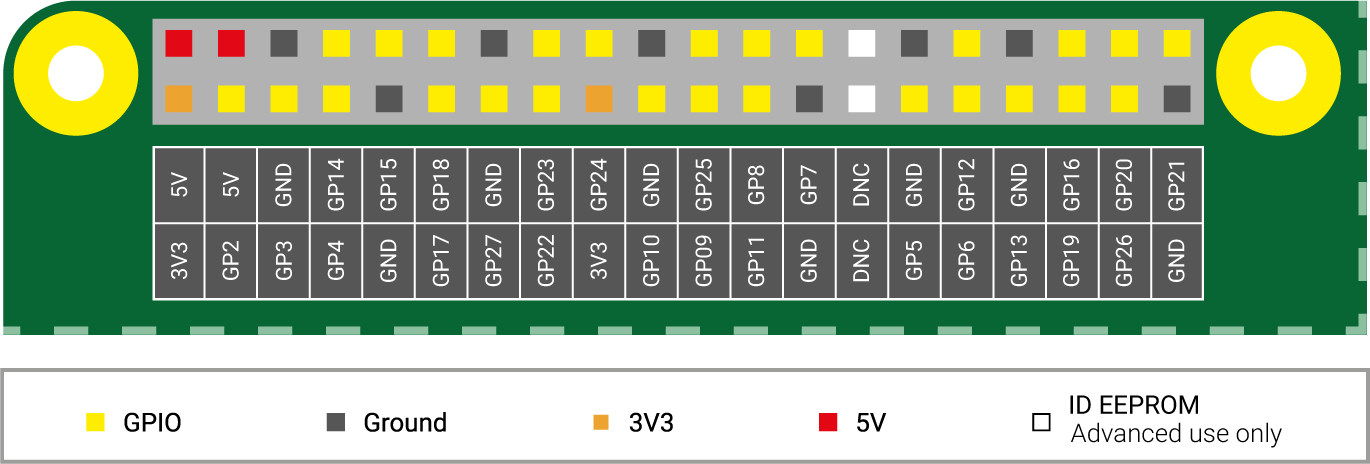 5V 5V GND GP14 GP15 GP18 GND GP23 GP24 GND GP25 GP8 GP7 DNC GND GP12 GND GP16 GP20 GP21
3V3 GP2 GP3 GP4 GND GP17 GP27 GP22 3V3 GP10 GP09 GP11 GND DNC GP5 GP6 GP13 GP19 GP26 GND
GPIO Ground 3V3 5V ID EEPROM
Advanced use only